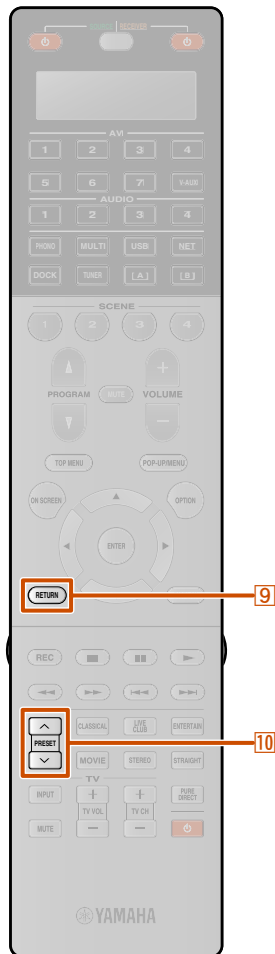 SOURCE RECEIVER
AV
1 2 3 4
5 6 7 V-AUX
AUDIO
1 2 3 4
PHONO MULTI USB NET
DOCK TUNER [A] [B]
SCENE
1 2 3 4
PROGRAM MUTE VOLUME
TOP MENU POP-UP/MENU
ON SCREEN OPTION
ENTER
RETURN 9
REC
CLASSICAL LIVE CLUB ENTERTAIN
PRESET 10
MOVIE STEREO STRAIGHT
TV
INPUT TV VOL TV CH PURE DIRECT
MUTE
YAMAHA